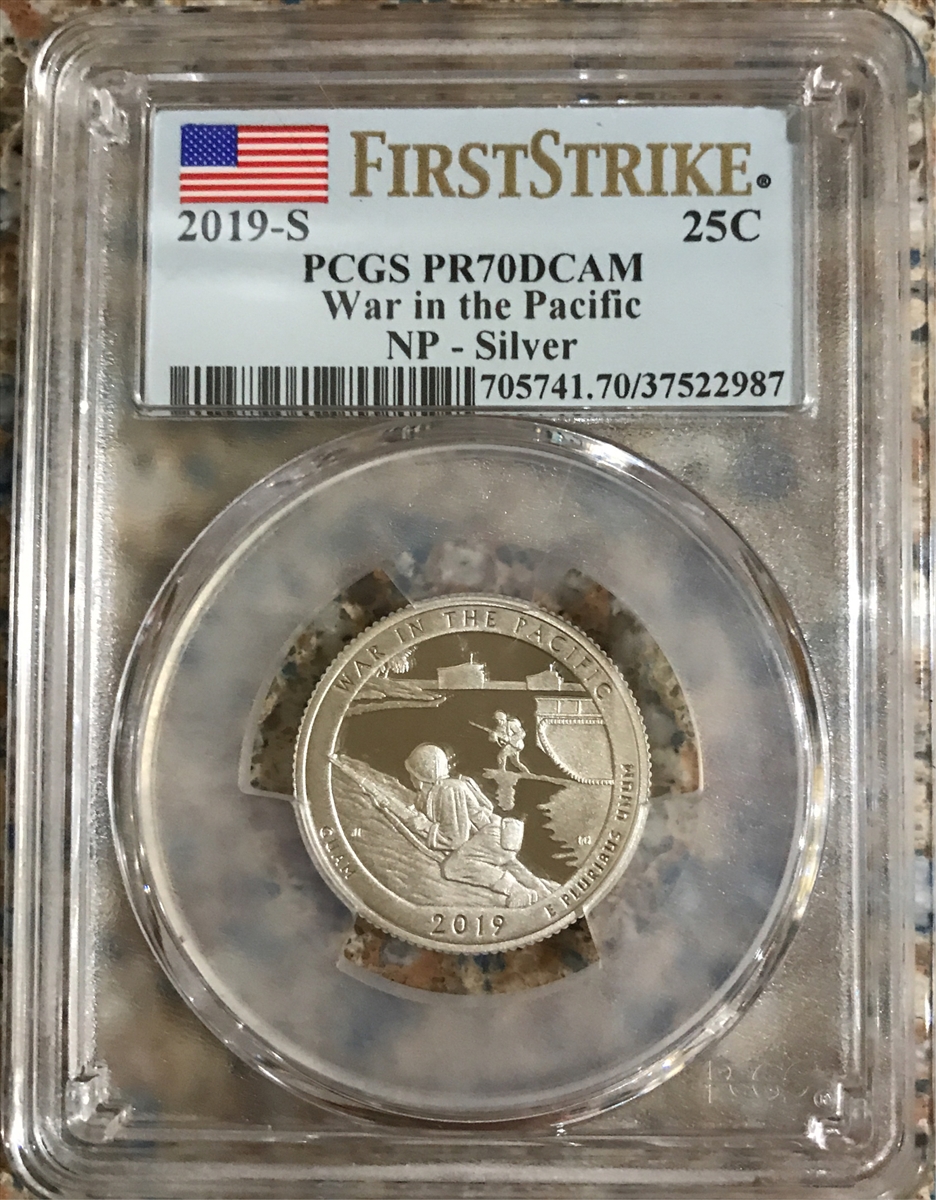 FIRSTSTRIKE®
2019-S 25C
PCGS PR70DCAM
War in the Pacific
NP - Silver
705741.70/37522987
WAR IN THE PACIFIC
GUAM
E PLURIBUS UNUM
2019
PCGS